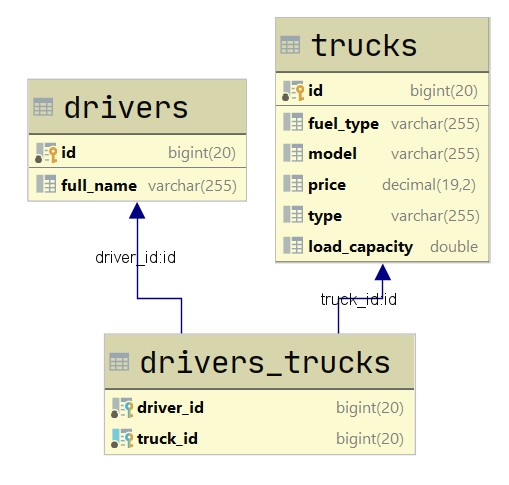 trucks
id bigint(20)
fuel_type varchar(255)
model varchar(255)
price decimal(19,2)
type varchar(255)
load_capacity double
drivers
id bigint(20)
full_name varchar(255)
driver_id:id
truck_id:id
drivers_trucks
driver_id bigint(20)
truck_id bigint(20)